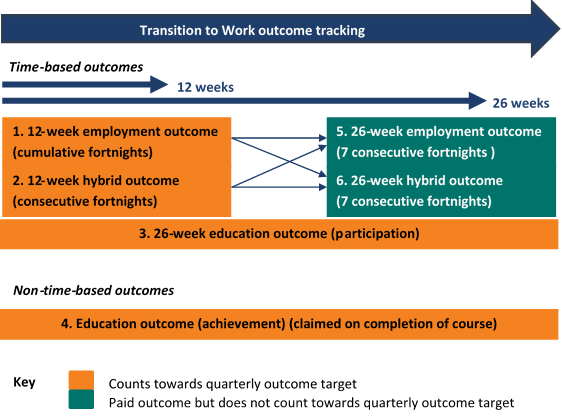 Transition to Work outcome tracking
Time-based outcomes
12 weeks
26 weeks
1. 12-week employment outcome
(cumulative fortnights)
2. 12-week hybrid outcome
(consecutive fortnights)
5. 26-week employment outcome
(7 consecutive fortnights )
6. 26-week hybrid outcome
(7 consecutive fortnights)
3. 26-week education outcome (participation)
Non-time-based outcomes
4. Education outcome (achievement) (claimed on completion of course)
Key
Counts towards quarterly outcome target
Paid outcome but does not count towards quarterly outcome target